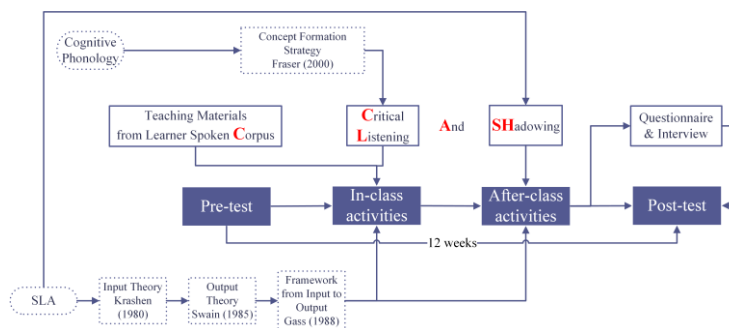 Cognitive
Phonology
Concept Formation
Strategy
Fraser (2000)
Teaching Materials
from Learner Spoken Corpus
Critical
Listening
And
SHadowing
Questionnaire
& Interview
Pre-test
In-class
activities
After-class
activities
Post-test
12 weeks
SLA
Input Theory
Krashen
(1980)
Output
Theory
Swain (1985)
Framework
from Input to
Output
Gass (1988)